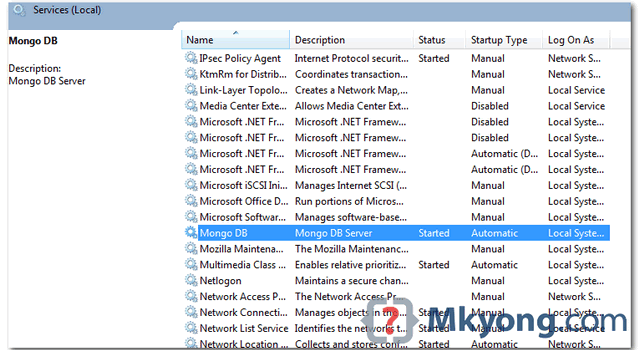 Services (Local)
Mongo DB
Description:
Mongo DB Server
Name Description Status Startup Type Log On As
IPsec Policy Agent Internet Protocol securit... Started Manual Network S...
KtmRm for Distrib... Coordinates transaction... Manual Network S...
Link-Layer Topolo... Creates a Network Map,... Manual Local Service
Media Center Exte... Allows Media Center Exte... Disabled Local Service
Microsoft .NET Fr... Microsoft .NET Framew... Disabled Local Syste...
Microsoft .NET Fr... Microsoft .NET Framew... Disabled Local Syste...
Microsoft .NET Fr... Microsoft .NET Framew... Automatic (D... Local Syste...
Microsoft .NET Fr... Microsoft .NET Framew... Automatic (D... Local Syste...
Microsoft iSCSI Ini... Manages Internet SCSI (... Manual Local Syste...
Microsoft Office D... Run portions of Micros... Manual Local Syste...
Microsoft Softwar... Manages software-base... Manual Local Syste...
Mongo DB Mongo DB Server Started Automatic Local Syste...
Mozilla Maintenan... The Mozilla Maintenanc... Manual Local Syste...
Multimedia Class ... Enables relative prioritiz... Started Automatic Local Syste...
Netlogon Maintains a secure chan... Manual Local Syste...
Network Access P... The Network Access Pr... Manual Network S...
Network Connecti... Manages objects in the... Started Manual Local Syste...
Network List Service Identifies the networks t... Started Manual Local Service
Network Location ... Collects and stores conf... Started Automatic Network S...
Mkyong.com